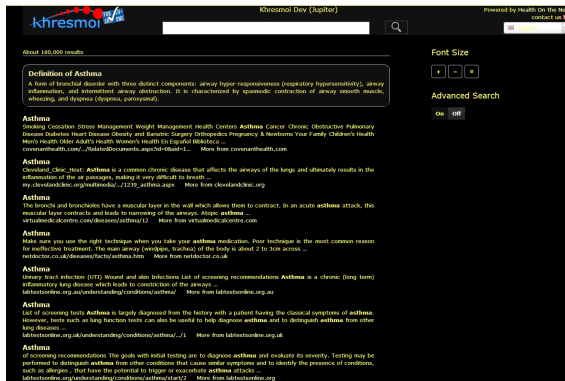 khresmoi
Khresmoi Dev (Jupiter)
Powered by Health On the Ne
contact us
About 180,000 results
Definition of Asthma
A form of bronchial disorder with three distinct components: airway hyper-responsiveness (respiratory hypersensitivity), airway
inflammation, and intermittent airway obstruction. It is characterized by spasmodic contraction of airway smooth muscle,
wheezing, and dyspnea (dyspnea, paroxysmal).
Asthma
Smoking Cessation Stress Management Weight Management Health Centers Asthma Cancer Chronic Obstructive Pulmonary
Disease Diabetes Heart Disease Obesity and Bariatric Surgery Orthopedics Pregnancy & Newborns Your Family Children's Health
Men's Health Older Adult's Health Women's Health En Español Biblioteca ...
covenanthealth.com/.../RelatedDocuments.aspx?id=0&sid=1... More from covenanthealth.com
Asthma
Cleveland_Clinic_Host: Asthma is a common chronic disease that affects the airways of the lungs and ultimately results in the
inflammation of the air passages, making it very difficult to breath ...
my.clevelandclinic.org/multimedia/.../1239_asthma.aspx More from clevelandclinic.org
Asthma
The bronchi and bronchioles have a muscular layer in the wall which allows them to contract. In an acute asthma attack, this
muscular layer contracts and leads to narrowing of the airways. Atopic asthma ...
virtualmedicalcentre.com/diseases/asthma/12 More from virtualmedicalcentre.com
Asthma
Make sure you use the right technique when you take your asthma medication. Poor technique is the most common reason
for ineffective treatment. The main airway (windpipe, trachea) of the body is about 2 to 3cm across ...
netdoctor.co.uk/diseases/facts/asthma.htm More from netdoctor.co.uk
Asthma
Urinary tract infection (UTI) Wound and skin Infections List of screening recommendations Asthma is a chronic (long term)
inflammatory lung disease which leads to constriction of the airways ...
labtestsonline.org.au/understanding/conditions/asthma/ More from labtestsonline.org.au
Asthma
List of screening tests Asthma is largely diagnosed from the history with a patient having the classical symptoms of asthma.
However, tests such as lung function tests can also be useful to help diagnose asthma and to distinguish asthma from other
lung diseases ...
labtestsonline.org.uk/understanding/conditions/asthma/.../1 More from labtestsonline.org.uk
Asthma
of screening recommendations The goals with initial testing are to diagnose asthma and evaluate its severity. Testing may be
performed to distinguish asthma from other conditions that cause similar symptoms and to identify the presence of conditions,
such as allergies , that have the potential to trigger or exacerbate asthma attacks ...
labtestsonline.org/understanding/conditions/asthma/start/2 More from labtestsonline.org
Font Size
+ −
Advanced Search
On Off